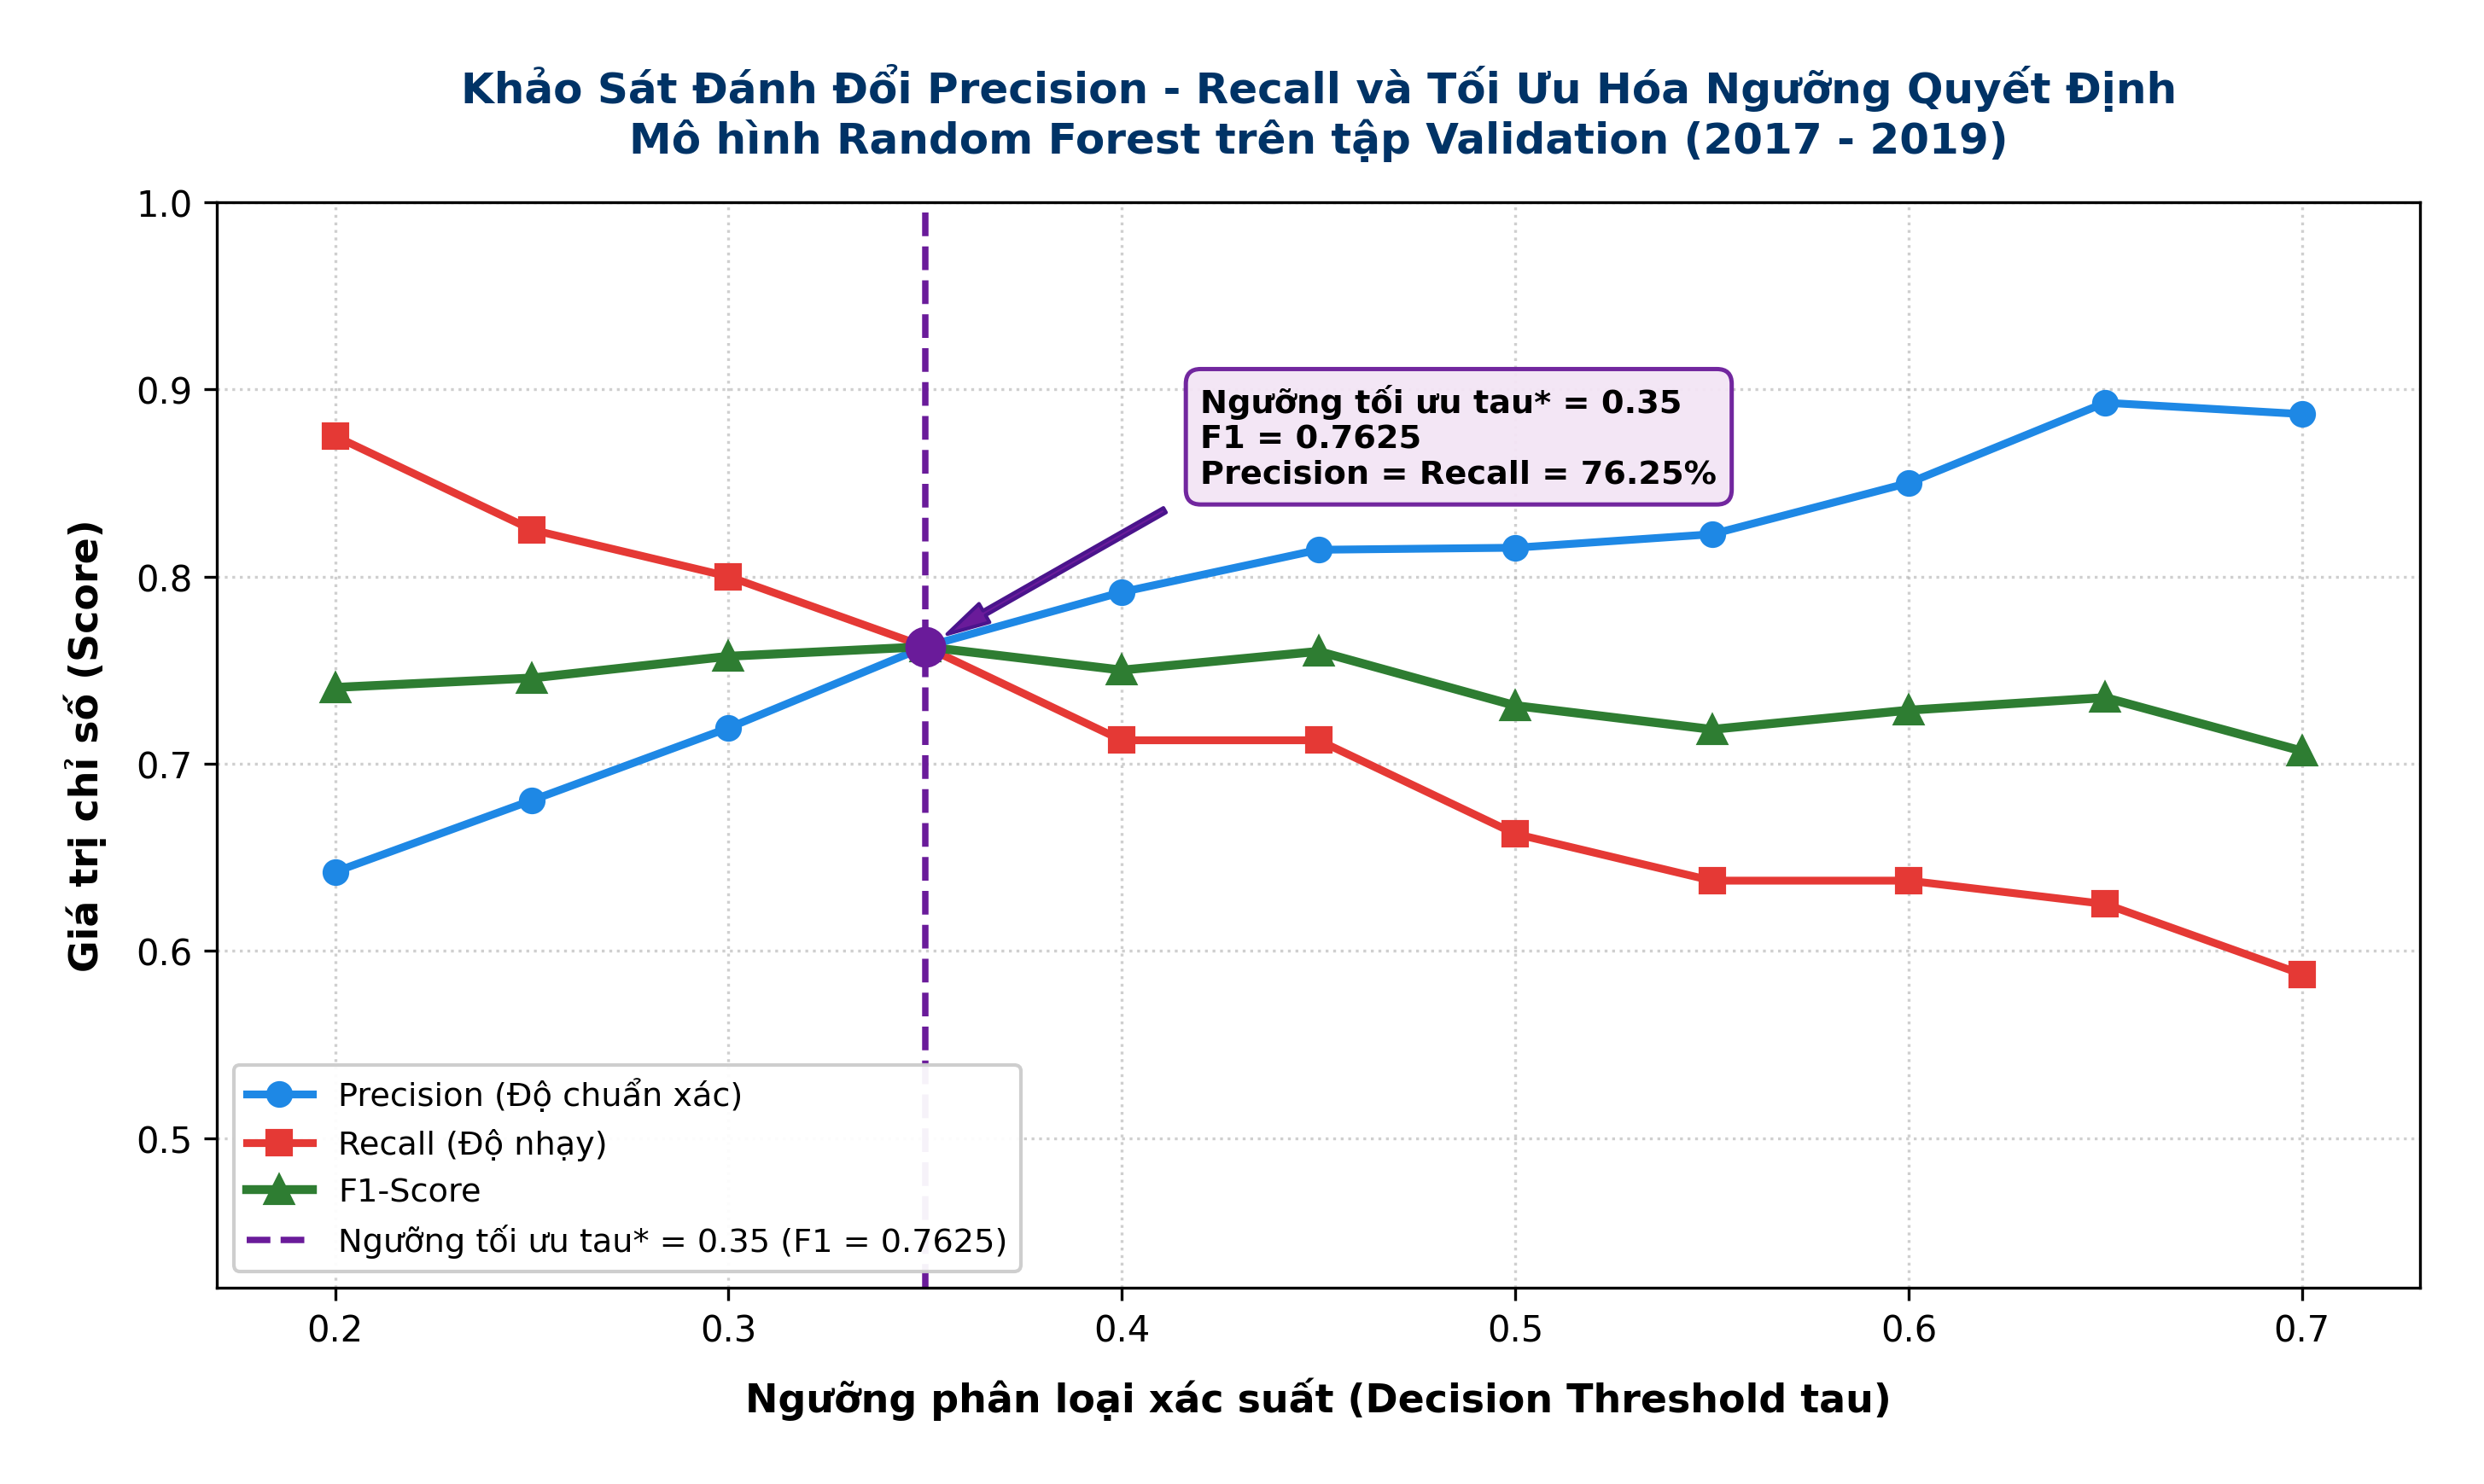 Khảo Sát Đánh Đổi Precision - Recall và Tối Ưu Hóa Ngưỡng Quyết Định
Mô hình Random Forest trên tập Validation (2017 - 2019)
Giá trị chỉ số (Score)
1.0
0.9
0.8
0.7
0.6
0.5
Ngưỡng tối ưu tau* = 0.35
F1 = 0.7625
Precision = Recall = 76.25%
Precision (Độ chuẩn xác)
Recall (Độ nhạy)
F1-Score
Ngưỡng tối ưu tau* = 0.35 (F1 = 0.7625)
0.2 0.3 0.4 0.5 0.6 0.7
Ngưỡng phân loại xác suất (Decision Threshold tau)